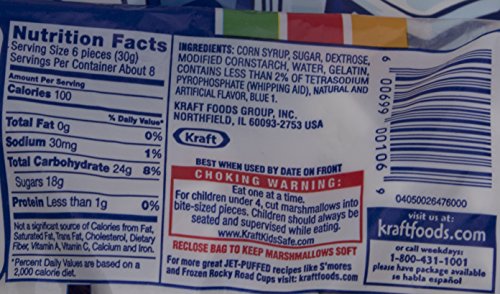 Nutrition Facts
Serving Size 6 pieces (30g)
Servings Per Container About 8
Amount Per Serving
Calories 100
% Daily Value*
Total Fat 0g 0%
Sodium 30mg 1%
Total Carbohydrate 24g 8%
Sugars 18g
Protein Less than 1g 0%
Not a significant source of Calories from Fat,
Saturated Fat, Trans Fat, Cholesterol, Dietary
Fiber, Vitamin A, Vitamin C, Calcium and Iron.
*Percent Daily Values are based on a
2,000 calorie diet.
INGREDIENTS: CORN SYRUP, SUGAR, DEXTROSE,
MODIFIED CORNSTARCH, WATER, GELATIN,
CONTAINS LESS THAN 2% OF TETRASODIUM
PYROPHOSPHATE (WHIPPING AID), NATURAL AND
ARTIFICIAL FLAVOR, BLUE 1.
KRAFT FOODS GROUP, INC.
NORTHFIELD, IL 60093-2753 USA
Kraft
BEST WHEN USED BY DATE ON FRONT
CHOKING WARNING:
Eat one at a time.
For children under 4, cut marshmallows into
bite-sized pieces. Children should always be
seated and supervised while eating.
KraftKidsSafe.com
RECLOSE BAG TO KEEP MARSHMALLOWS SOFT
For more great JET-PUFFED recipes like S'mores
and Frozen Rocky Road Cups visit: kraftfoods.com
6 00699 00106 9
04050026476000
visit us at:
kraftfoods.com
or call weekdays:
1-800-431-1001
please have package available
se habla español